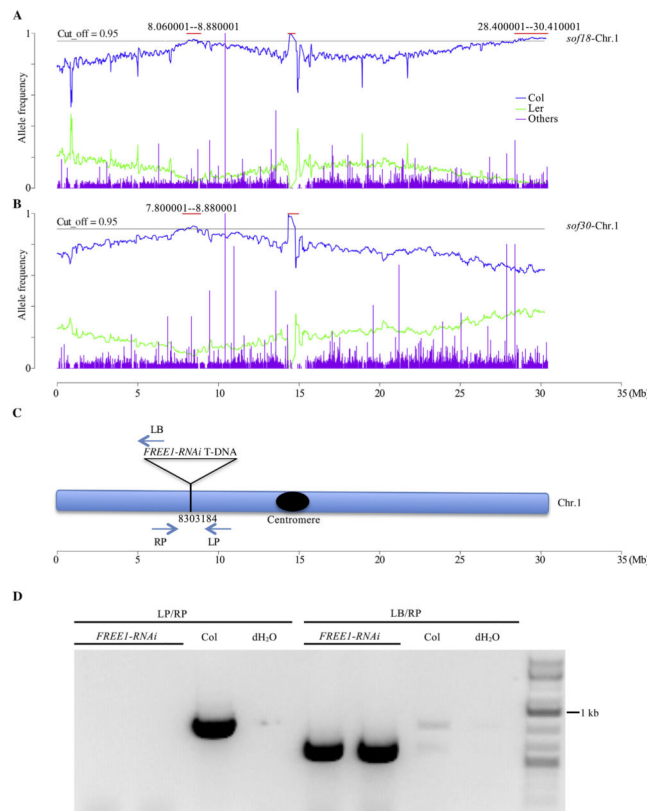 A
8.060001--8.880001
28.400001--30.410001
Cut_off = 0.95
sof18-Chr.1
1
Allele frequency
0
Col
Ler
Others
B
7.800001--8.880001
Cut_off = 0.95
sof30-Chr.1
1
Allele frequency
0
0 5 10 15 20 25 30 35 (Mb)
C
LB
FREE1-RNAi T-DNA
Chr.1
8303184
Centromere
RP LP
0 5 10 15 20 25 30 35 (Mb)
D
LP/RP LB/RP
FREE1-RNAi Col dH₂O FREE1-RNAi Col dH₂O
1 kb